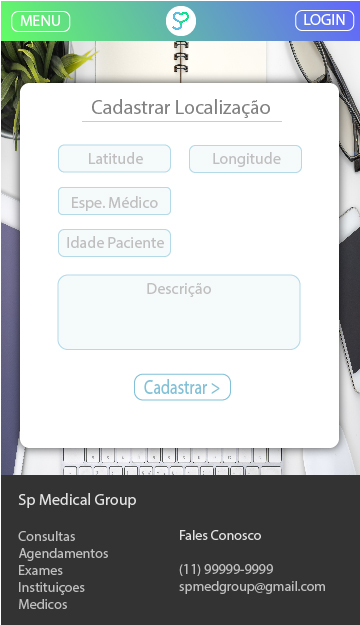 MENU
LOGIN
Cadastrar Localização
Latitude
Longitude
Espe. Médico
Idade Paciente
Descrição
Cadastrar >
Sp Medical Group
Consultas
Agendamentos
Exames
Instituiçoes
Medicos
Fales Conosco
(11) 99999-9999
spmedgroup@gmail.com